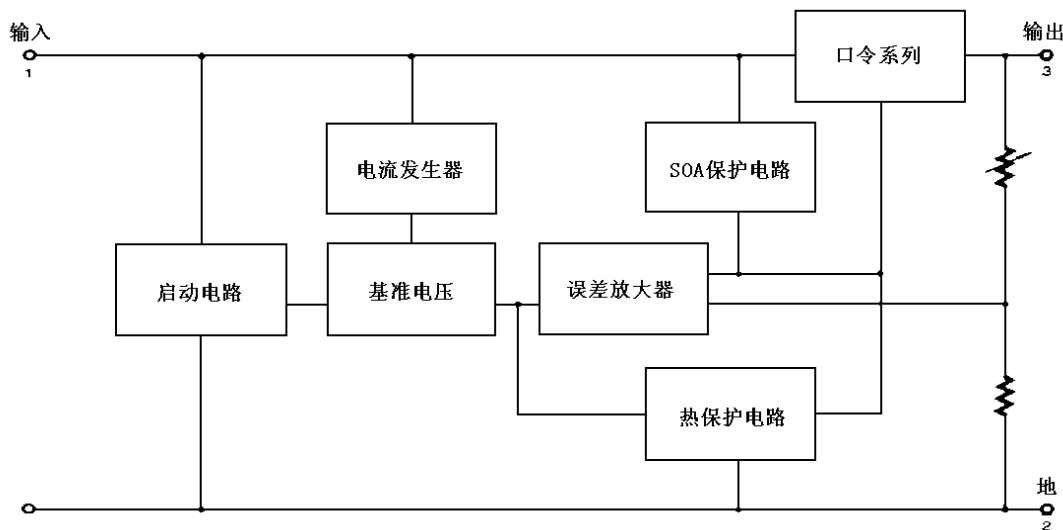 输入
1
口令系列
输出
3
电流发生器
SOA保护电路
启动电路
基准电压
误差放大器
热保护电路
地
2